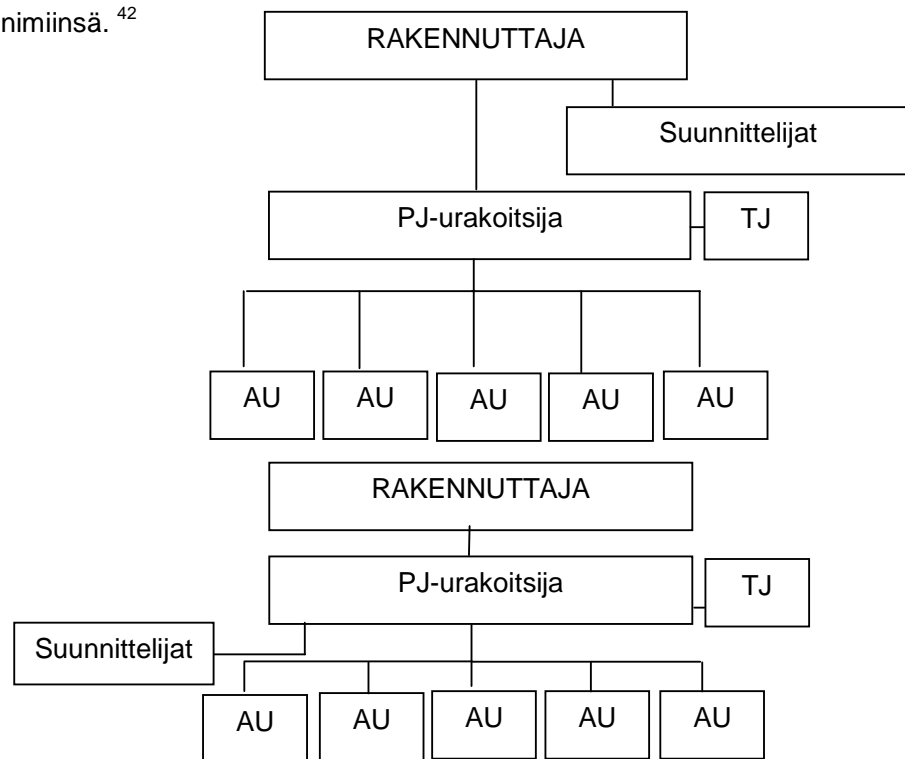 nimiinsä. 42
RAKENNUTTAJA
Suunnittelijat
PJ-urakoitsija TJ
AU AU AU AU AU
RAKENNUTTAJA
PJ-urakoitsija TJ
Suunnittelijat
AU AU AU AU AU